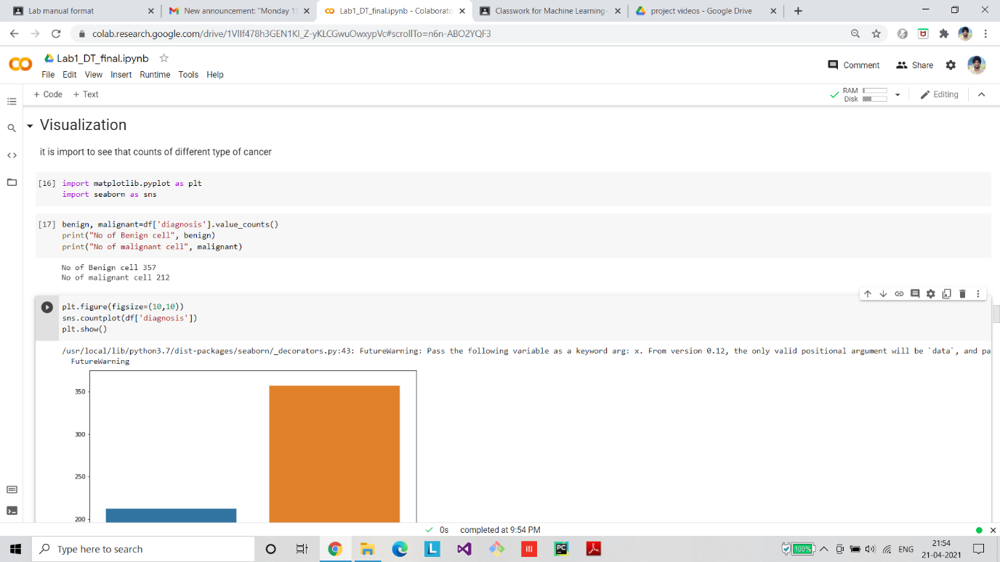 Lab manual format
New announcement: "Monday 19
Lab1_DT_final.ipynb - Colaborato
Classwork for Machine Learning-
project videos - Google Drive
colab.research.google.com/drive/1VlIf478h3GEN1Kl_Z-yKLCGwuOwxypVc#scrollTo=n6n-ABO2YQF3
Lab1_DT_final.ipynb
File Edit View Insert Runtime Tools Help
Comment Share
+ Code + Text
RAM
Disk
Editing
Visualization
it is import to see that counts of different type of cancer
[16] import matplotlib.pyplot as plt
import seaborn as sns
[17] benign, malignant=df['diagnosis'].value_counts()
print("No of Benign cell", benign)
print("No of malignant cell", malignant)
No of Benign cell 357
No of malignant cell 212
plt.figure(figsize=(10,10))
sns.countplot(df['diagnosis'])
plt.show()
/usr/local/lib/python3.7/dist-packages/seaborn/_decorators.py:43: FutureWarning: Pass the following variable as a keyword arg: x. From version 0.12, the only valid positional argument will be `data`, and pa
FutureWarning
350
300
250
200
0s completed at 9:54 PM
Type here to search
PC
100%
ENG
21:54
21-04-2021